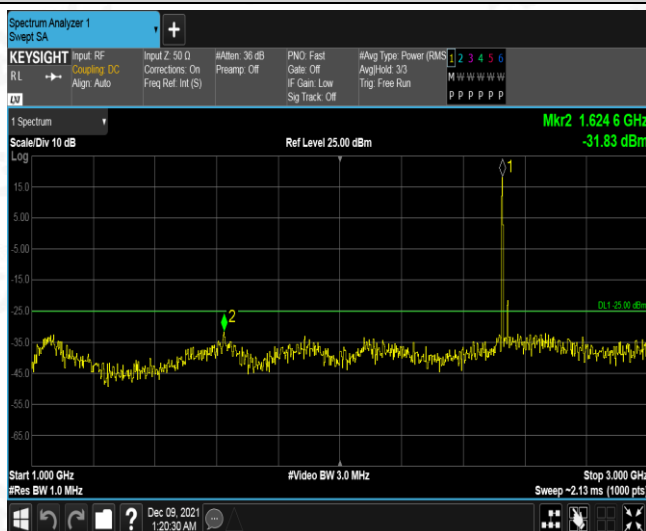 Spectrum Analyzer 1
Swept SA
+
KEYSIGHT Input: RF Input Z: 50 Ω #Atten: 36 dB PNO: Fast #Avg Type: Power (RMS 1 2 3 4 5 6
RL Coupling: DC Corrections: On Preamp: Off Gate: Off Avg|Hold: 3/3 M W W W W W
Align: Auto Freq Ref: Int (S) IF Gain: Low Trig: Free Run
Sig Track: Off P P P P P P
LXI
1 Spectrum Mkr2 1.624 6 GHz
Scale/Div 10 dB Ref Level 25.00 dBm -31.83 dBm
Log
1
15.0
5.00
-5.00
-15.0
-25.0 DL1 -25.00 dBm
2
-35.0
-45.0
-55.0
-65.0
Start 1.000 GHz #Video BW 3.0 MHz Stop 3.000 GHz
#Res BW 1.0 MHz Sweep ~2.13 ms (1000 pts)
? Dec 09, 2021
1:20:30 AM